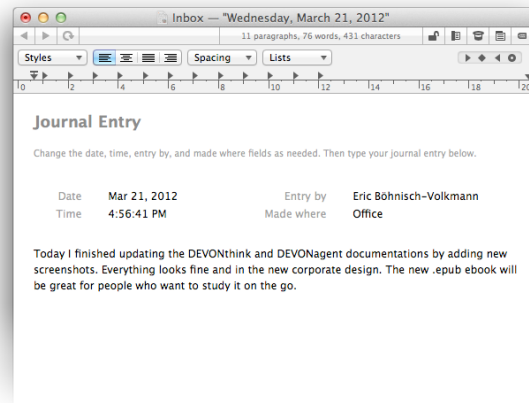 Inbox — "Wednesday, March 21, 2012"
11 paragraphs, 76 words, 431 characters
Styles Spacing Lists
0 2 4 6 8 10 12 14 16 18 20
Journal Entry
Change the date, time, entry by, and made where fields as needed. Then type your journal entry below.
Date Mar 21, 2012 Entry by Eric Böhnisch-Volkmann
Time 4:56:41 PM Made where Office
Today I finished updating the DEVONthink and DEVONagent documentations by adding new
screenshots. Everything looks fine and in the new corporate design. The new .epub ebook will
be great for people who want to study it on the go.